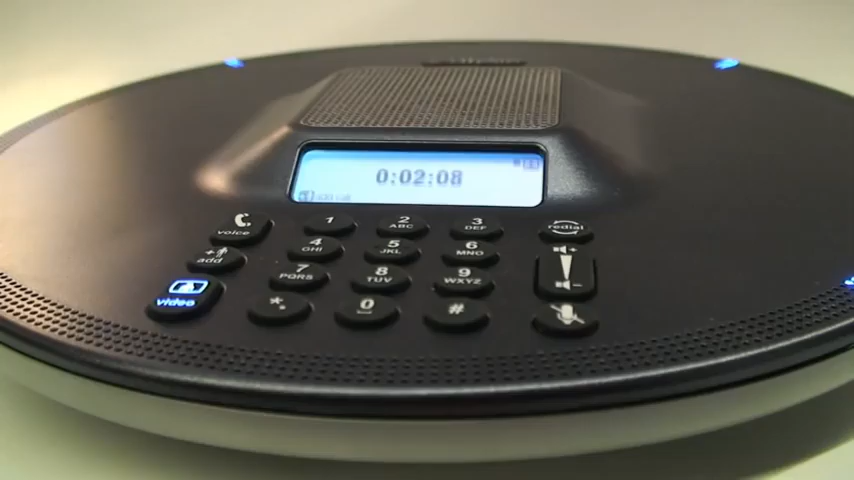 0:02:08
voice
1
2
ABC
3
DEF
redial
add
4
GHI
5
JKL
6
MNO
+
video
7
PQRS
8
TUV
9
WXYZ
-
*
0
#